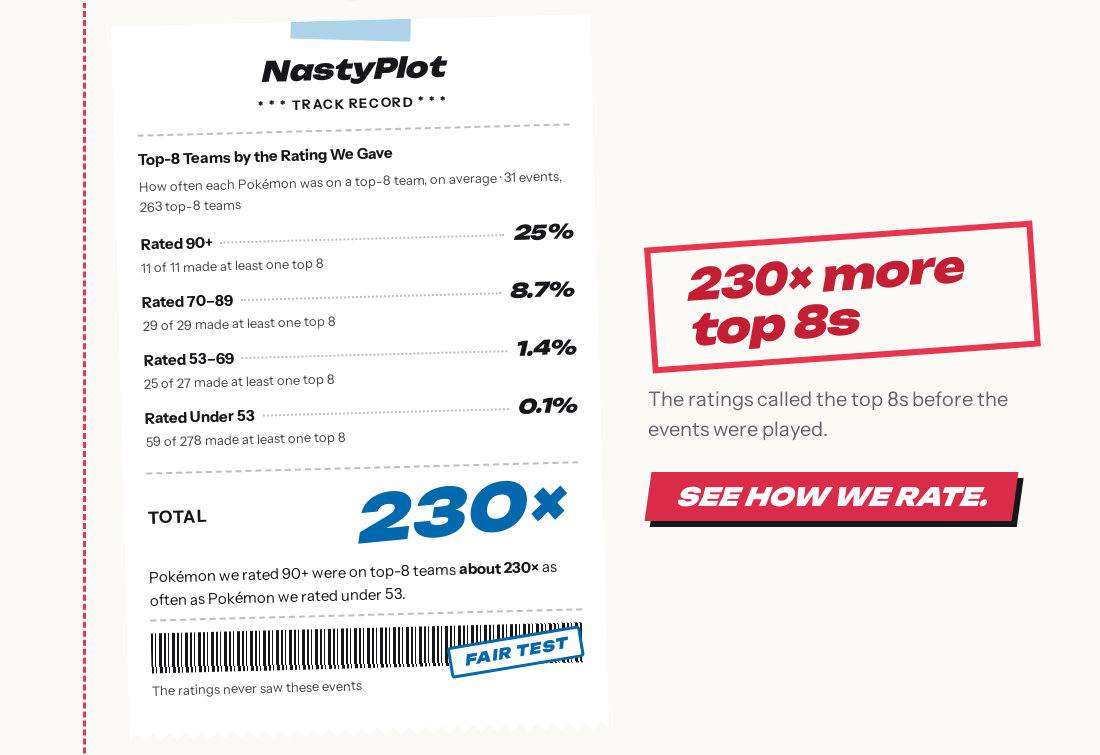 NastyPlot
* * * TRACK RECORD * * *
Top-8 Teams by the Rating We Gave
How often each Pokémon was on a top-8 team, on average · 31 events,
263 top-8 teams
Rated 90+ 25%
11 of 11 made at least one top 8
Rated 70–89 8.7%
29 of 29 made at least one top 8
Rated 53–69 1.4%
25 of 27 made at least one top 8
Rated Under 53 0.1%
59 of 278 made at least one top 8
TOTAL 230×
Pokémon we rated 90+ were on top-8 teams about 230× as
often as Pokémon we rated under 53.
FAIR TEST
The ratings never saw these events
230× more
top 8s
The ratings called the top 8s before the
events were played.
SEE HOW WE RATE.